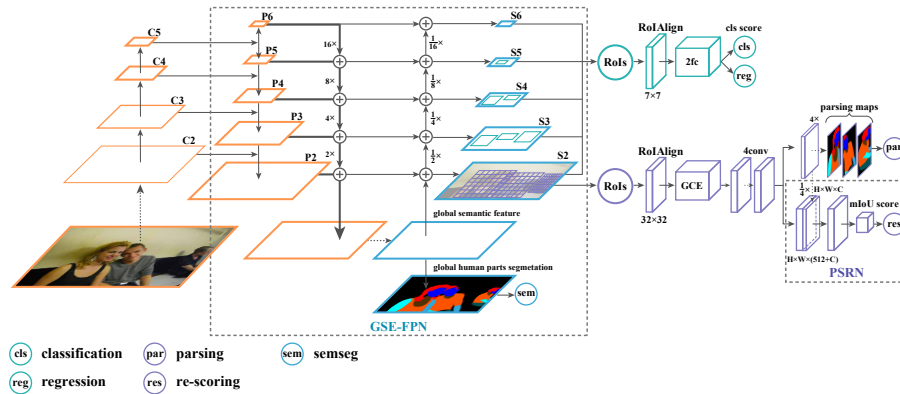 P6
S6
C5
P5
S5
C4
P4
S4
C3
P3
S3
C2
P2
S2
16×
8×
4×
2×
1/16×
1/8×
1/4×
1/2×
global semantic feature
global human parts segmetation
sem
GSE-FPN
RoIs
RoIAlign
7×7
2fc
cls score
cls
reg
RoIs
RoIAlign
32×32
GCE
4conv
4×
parsing maps
par
1/4×
H×W×C
mIoU score
res
H×W×(512+C)
PSRN
cls classification
par parsing
sem semseg
reg regression
res re-scoring